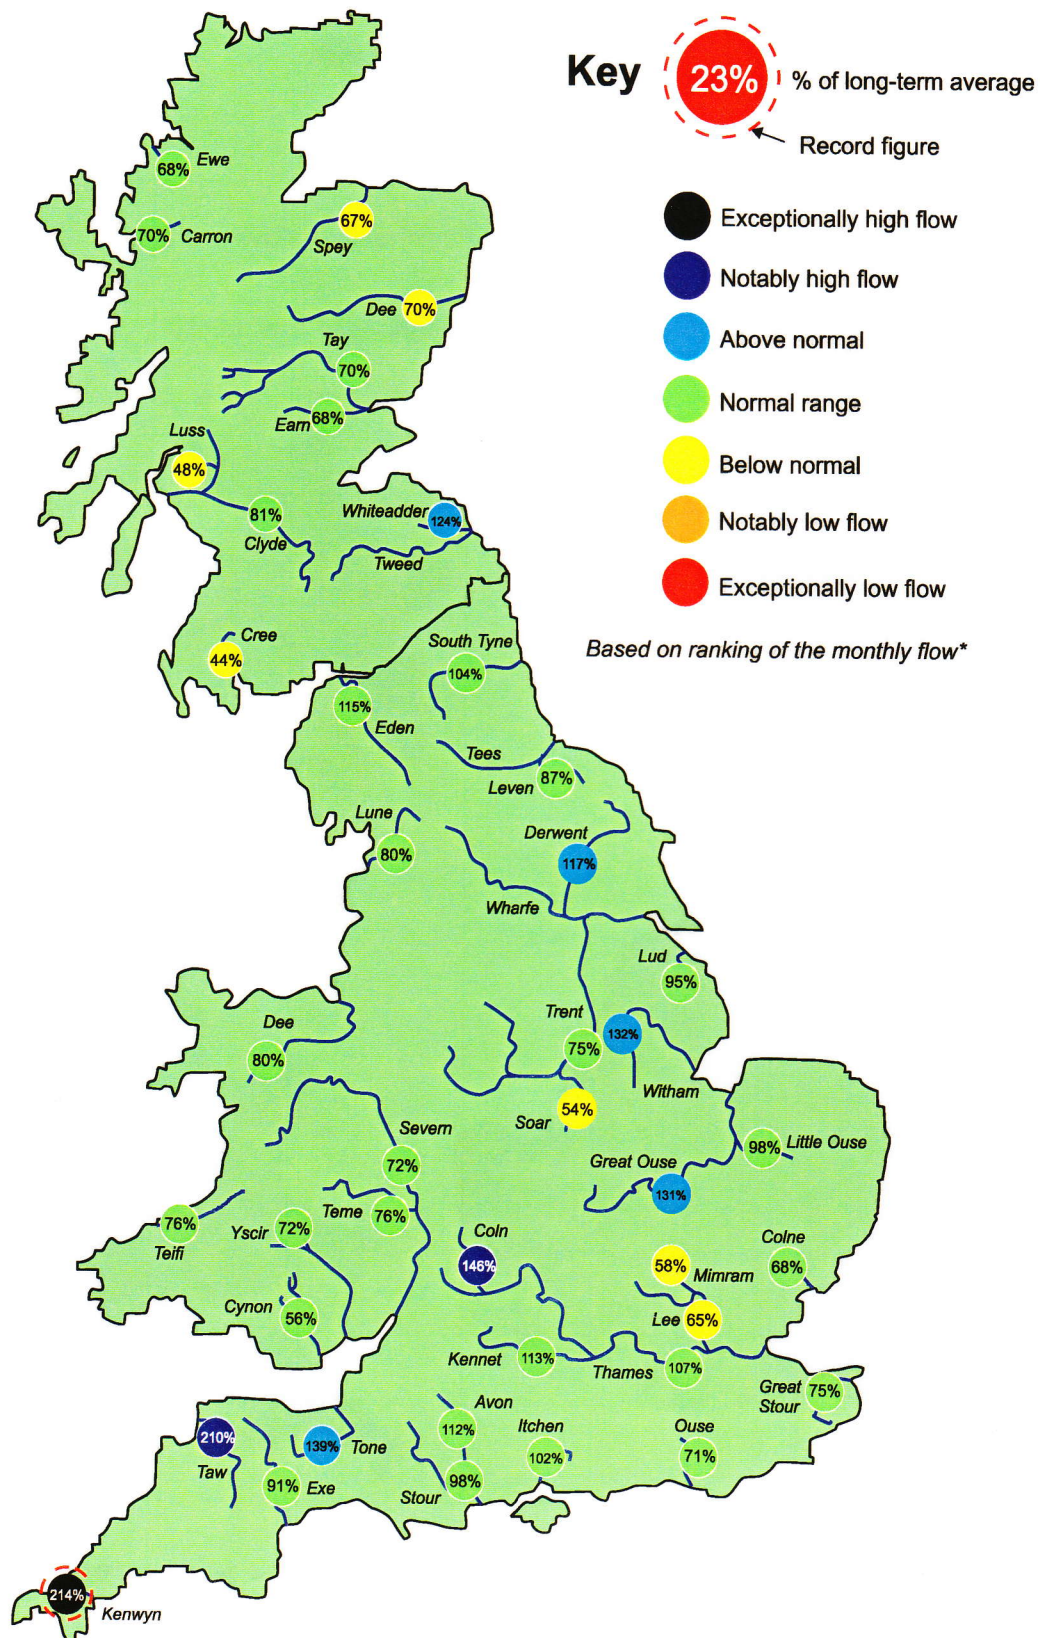 Key
23%
% of long-term average
Record figure
Exceptionally high flow
Notably high flow
Above normal
Normal range
Below normal
Notably low flow
Exceptionally low flow
Based on ranking of the monthly flow*
Ewe
68%
70%
Carron
67%
Spey
Dee
70%
Tay
70%
Earn
68%
Luss
48%
81%
Clyde
Whiteadder
124%
Tweed
Cree
44%
South Tyne
104%
115%
Eden
Tees
Leven
87%
Lune
80%
Derwent
117%
Wharfe
Lud
95%
Trent
75%
132%
Witham
Dee
80%
Soar
54%
Severn
72%
Little Ouse
98%
Great Ouse
131%
Teme
76%
76%
Teifi
Yscir
72%
Coln
146%
Colne
68%
58%
Mimram
Cynon
56%
Lee
65%
Kennet
113%
Thames
107%
Great
Stour
75%
Avon
112%
Itchen
102%
Ouse
71%
210%
Taw
139%
Tone
91%
Exe
Stour
98%
214%
Kenwyn